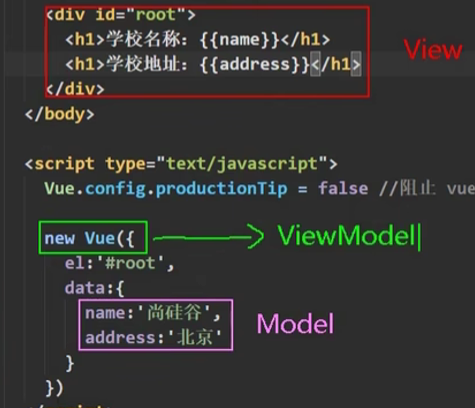 <div id="root">
<h1>学校名称：{{name}}</h1>
<h1>学校地址：{{address}}</h1>
View
</div>
</body>
<script type="text/javascript">
Vue.config.productionTip = false //阻止 vue
new Vue({
ViewModel
el:'#root',
data:{
name:'尚硅谷',
address:'北京'
Model
}
})